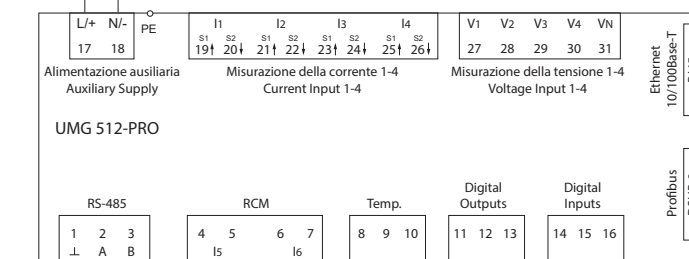 L/+ N/- PE
17 18
I1 I2 I3 I4
S1 S2 S1 S2 S1 S2 S1 S2
19↑ 20↓ 21↑ 22↓ 23↑ 24↓ 25↑ 26↓
V1 V2 V3 V4 VN
27 28 29 30 31
Alimentazione ausiliaria
Auxiliary Supply
Misurazione della corrente 1-4
Current Input 1-4
Misurazione della tensione 1-4
Voltage Input 1-4
Ethernet
10/100Base-T
UMG 512-PRO
RS-485
RCM
Temp.
Digital
Outputs
Digital
Inputs
Profibus
1 2 3
⊥ A B
4 5 6 7
I5 I6
8 9 10
11 12 13
14 15 16